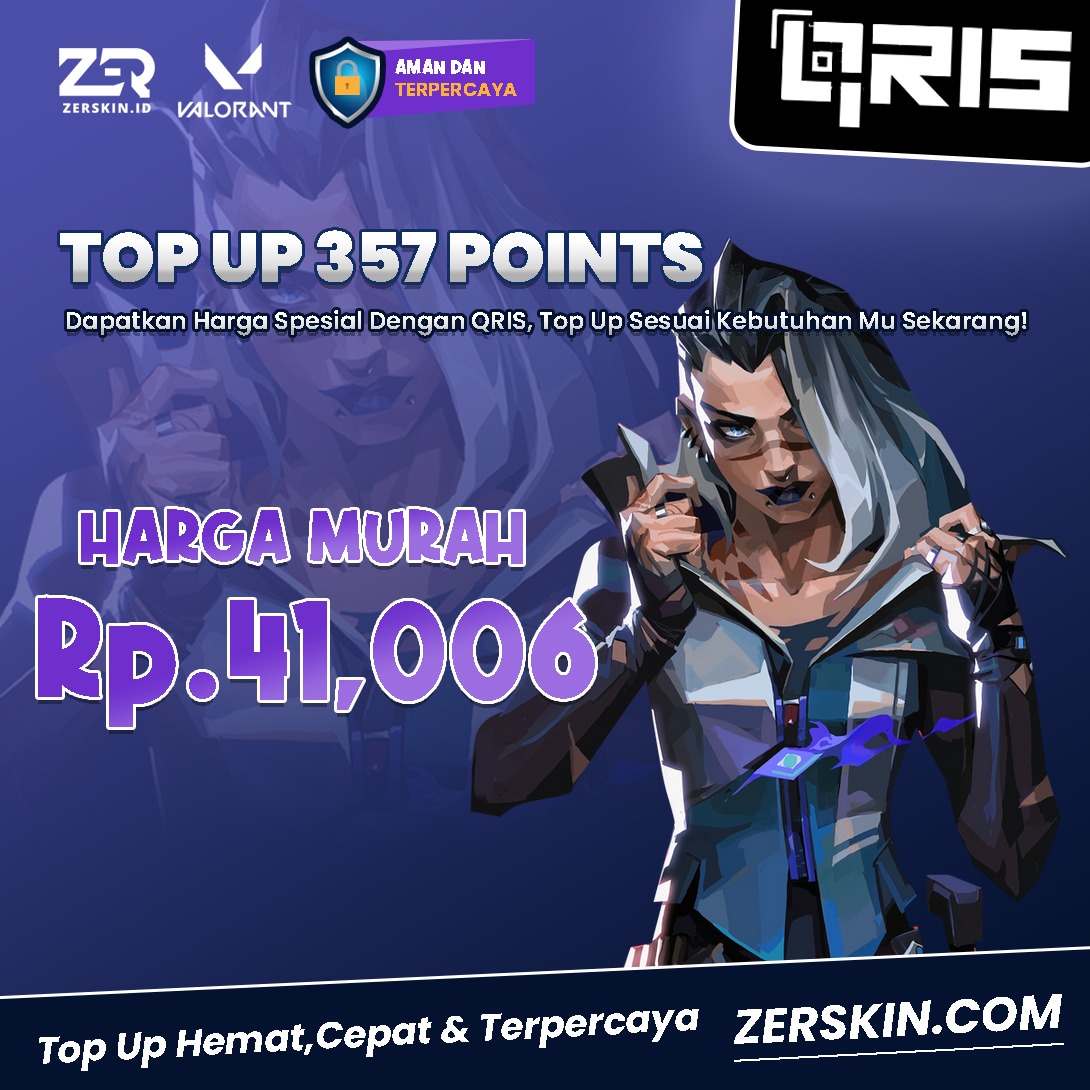 ZER
ZERSKIN.ID
VALORANT
AMAN DAN
TERPERCAYA
QRIS
TOP UP 357 POINTS
Dapatkan Harga Spesial Dengan QRIS, Top Up Sesuai Kebutuhan Mu Sekarang!
HARGA MURAH
Rp.41,006
Top Up Hemat,Cepat & Terpercaya
ZERSKIN.COM